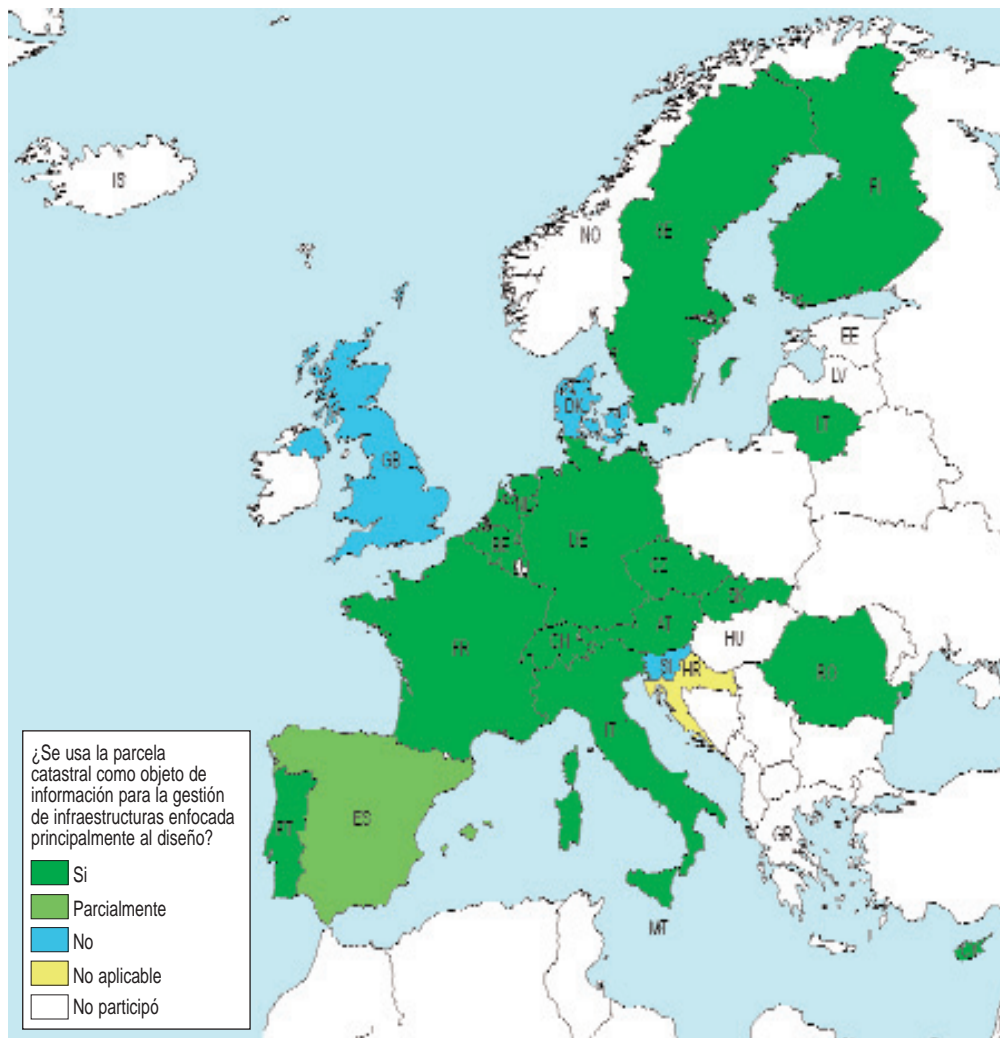 IS
NO
SE
FI
EE
LV
LT
DK
GB
NL
BE
DE
LU
CZ
SK
FR
CH
AT
HU
SI
HR
RO
IT
PT
ES
GR
MT
¿Se usa la parcela
catastral como objeto de
información para la gestión
de infraestructuras enfocada
principalmente al diseño?
Si
Parcialmente
No
No aplicable
No participó